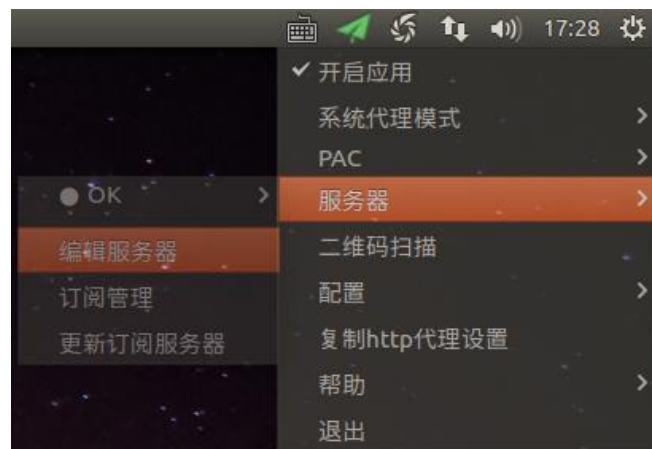 17:28
开启应用
系统代理模式
PAC
服务器
二维码扫描
配置
复制http代理设置
帮助
退出
OK
编辑服务器
订阅管理
更新订阅服务器